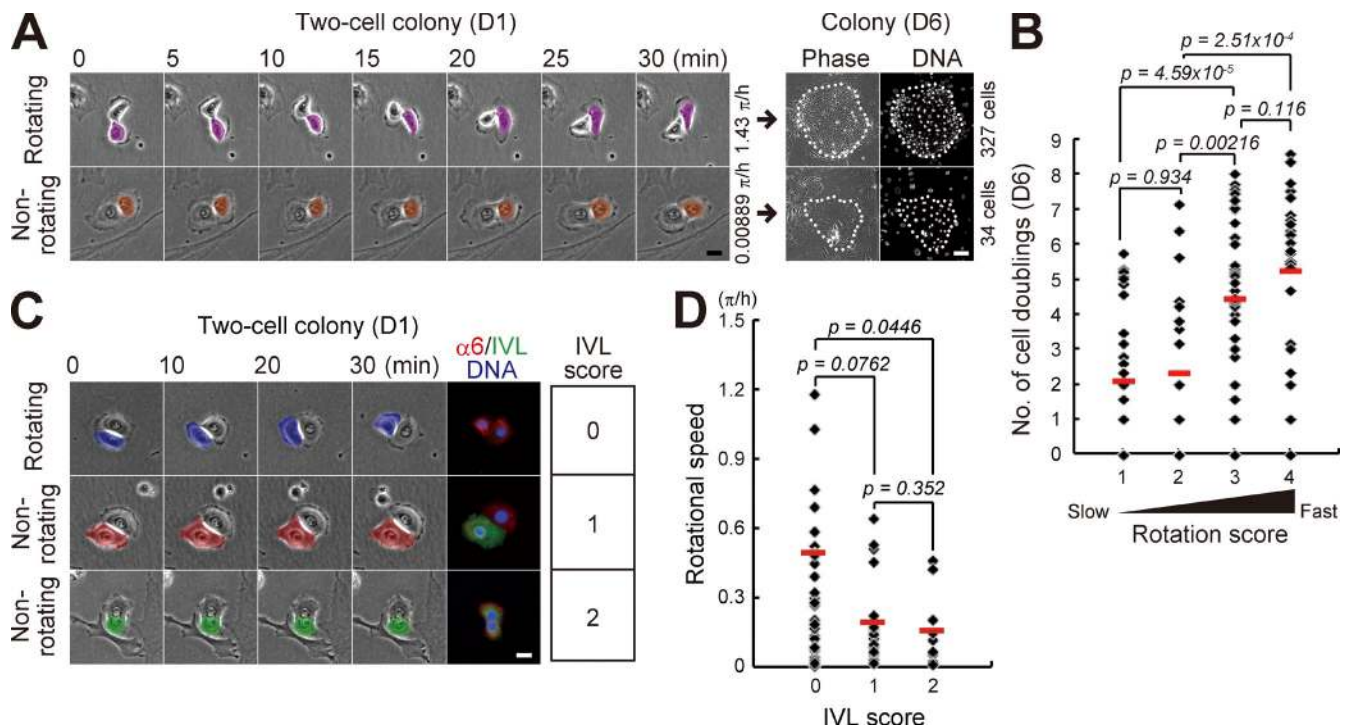 A
Two-cell colony (D1)
Colony (D6)
0 5 10 15 20 25 30 (min)
Phase DNA
Rotating
1.43 π/h
327 cells
Non-rotating
0.00889 π/h
34 cells
B
p = 2.51x10-4
p = 4.59x10-5
p = 0.116
p = 0.00216
p = 0.934
No. of cell doublings (D6)
9
8
7
6
5
4
3
2
1
0
1 2 3 4
Slow Fast
Rotation score
C
Two-cell colony (D1)
0 10 20 30 (min)
α6/IVL
DNA
IVL
score
Rotating
0
Non-rotating
1
Non-rotating
2
D
(π/h)
Rotational speed
1.5
1.2
0.9
0.6
0.3
0
p = 0.0446
p = 0.0762
p = 0.352
0 1 2
IVL score